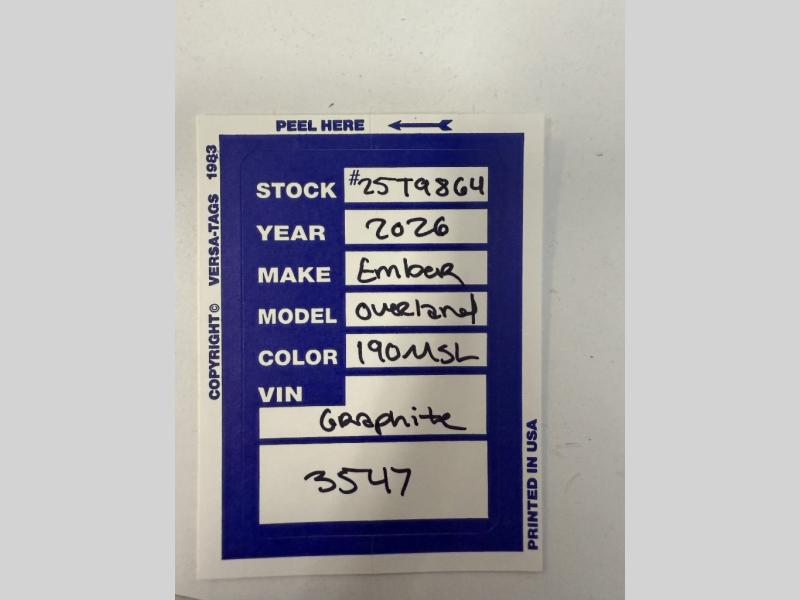 PEEL HERE
COPYRIGHT© VERSA-TAGS 1983
STOCK #25T9864
YEAR 2026
MAKE Ember
MODEL Overland
COLOR 190MSL
VIN
Graphite
3547
PRINTED IN USA